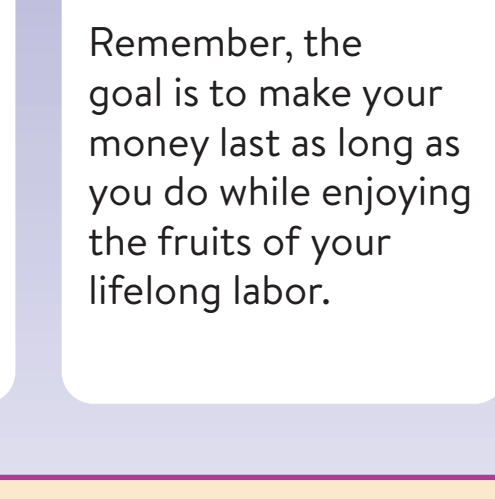 Remember, the
goal is to make your
money last as long as
you do while enjoying
the fruits of your
lifelong labor.